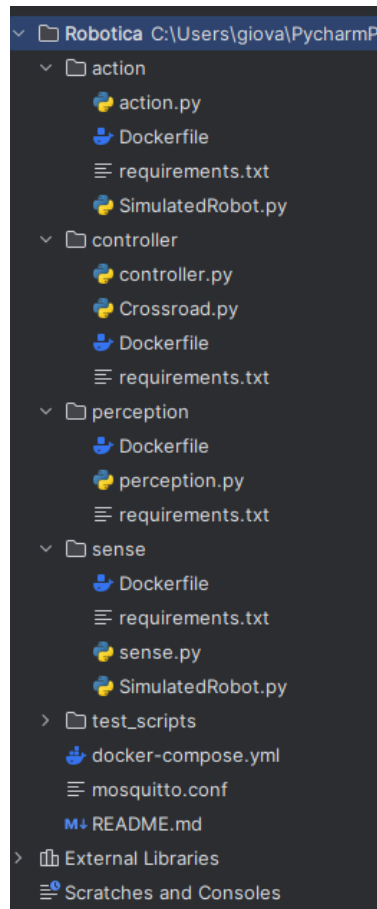 Robotica C:\Users\giova\PycharmP
action
action.py
Dockerfile
requirements.txt
SimulatedRobot.py
controller
controller.py
Crossroad.py
Dockerfile
requirements.txt
perception
Dockerfile
perception.py
requirements.txt
sense
Dockerfile
requirements.txt
sense.py
SimulatedRobot.py
test_scripts
docker-compose.yml
mosquitto.conf
M↓ README.md
External Libraries
Scratches and Consoles